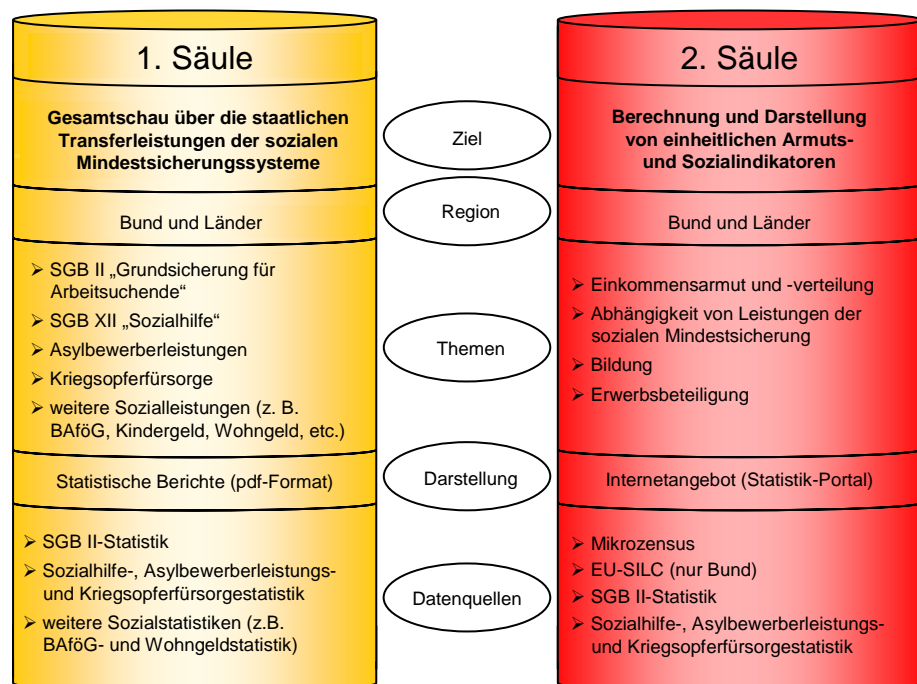 1. Säule
Gesamtschau über die staatlichen
Transferleistungen der sozialen
Mindestsicherungssysteme
Bund und Länder
➢ SGB II „Grundsicherung für
Arbeitsuchende“
➢ SGB XII „Sozialhilfe“
➢ Asylbewerberleistungen
➢ Kriegsopferfürsorge
➢ weitere Sozialleistungen (z. B.
BAföG, Kindergeld, Wohngeld, etc.)
Statistische Berichte (pdf-Format)
➢ SGB II-Statistik
➢ Sozialhilfe-, Asylbewerberleistungs-
und Kriegsopferfürsorgestatistik
➢ weitere Sozialstatistiken (z.B.
BAföG- und Wohngeldstatistik)
Ziel
Region
Themen
Darstellung
Datenquellen
2. Säule
Berechnung und Darstellung
von einheitlichen Armuts-
und Sozialindikatoren
Bund und Länder
➢ Einkommensarmut und -verteilung
➢ Abhängigkeit von Leistungen der
sozialen Mindestsicherung
➢ Bildung
➢ Erwerbsbeteiligung
Internetangebot (Statistik-Portal)
➢ Mikrozensus
➢ EU-SILC (nur Bund)
➢ SGB II-Statistik
➢ Sozialhilfe-, Asylbewerberleistungs-
und Kriegsopferfürsorgestatistik